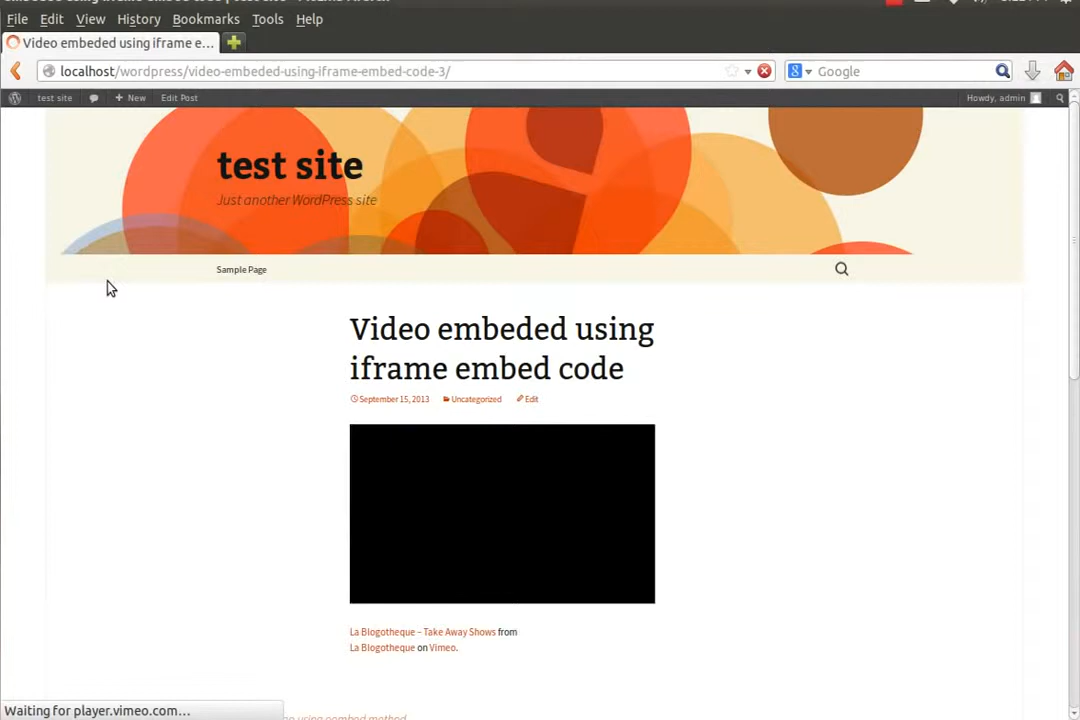 File Edit View History Bookmarks Tools Help
Video embeded using iframe e...
localhost/wordpress/video-embeded-using-iframe-embed-code-3/
Google
test site New Edit Post Howdy, admin
test site
Just another WordPress site
Sample Page
Video embeded using
iframe embed code
September 15, 2013 Uncategorized Edit
La Blogotheque – Take Away Shows from
La Blogotheque on Vimeo.
Waiting for player.vimeo.com...
using oembed method